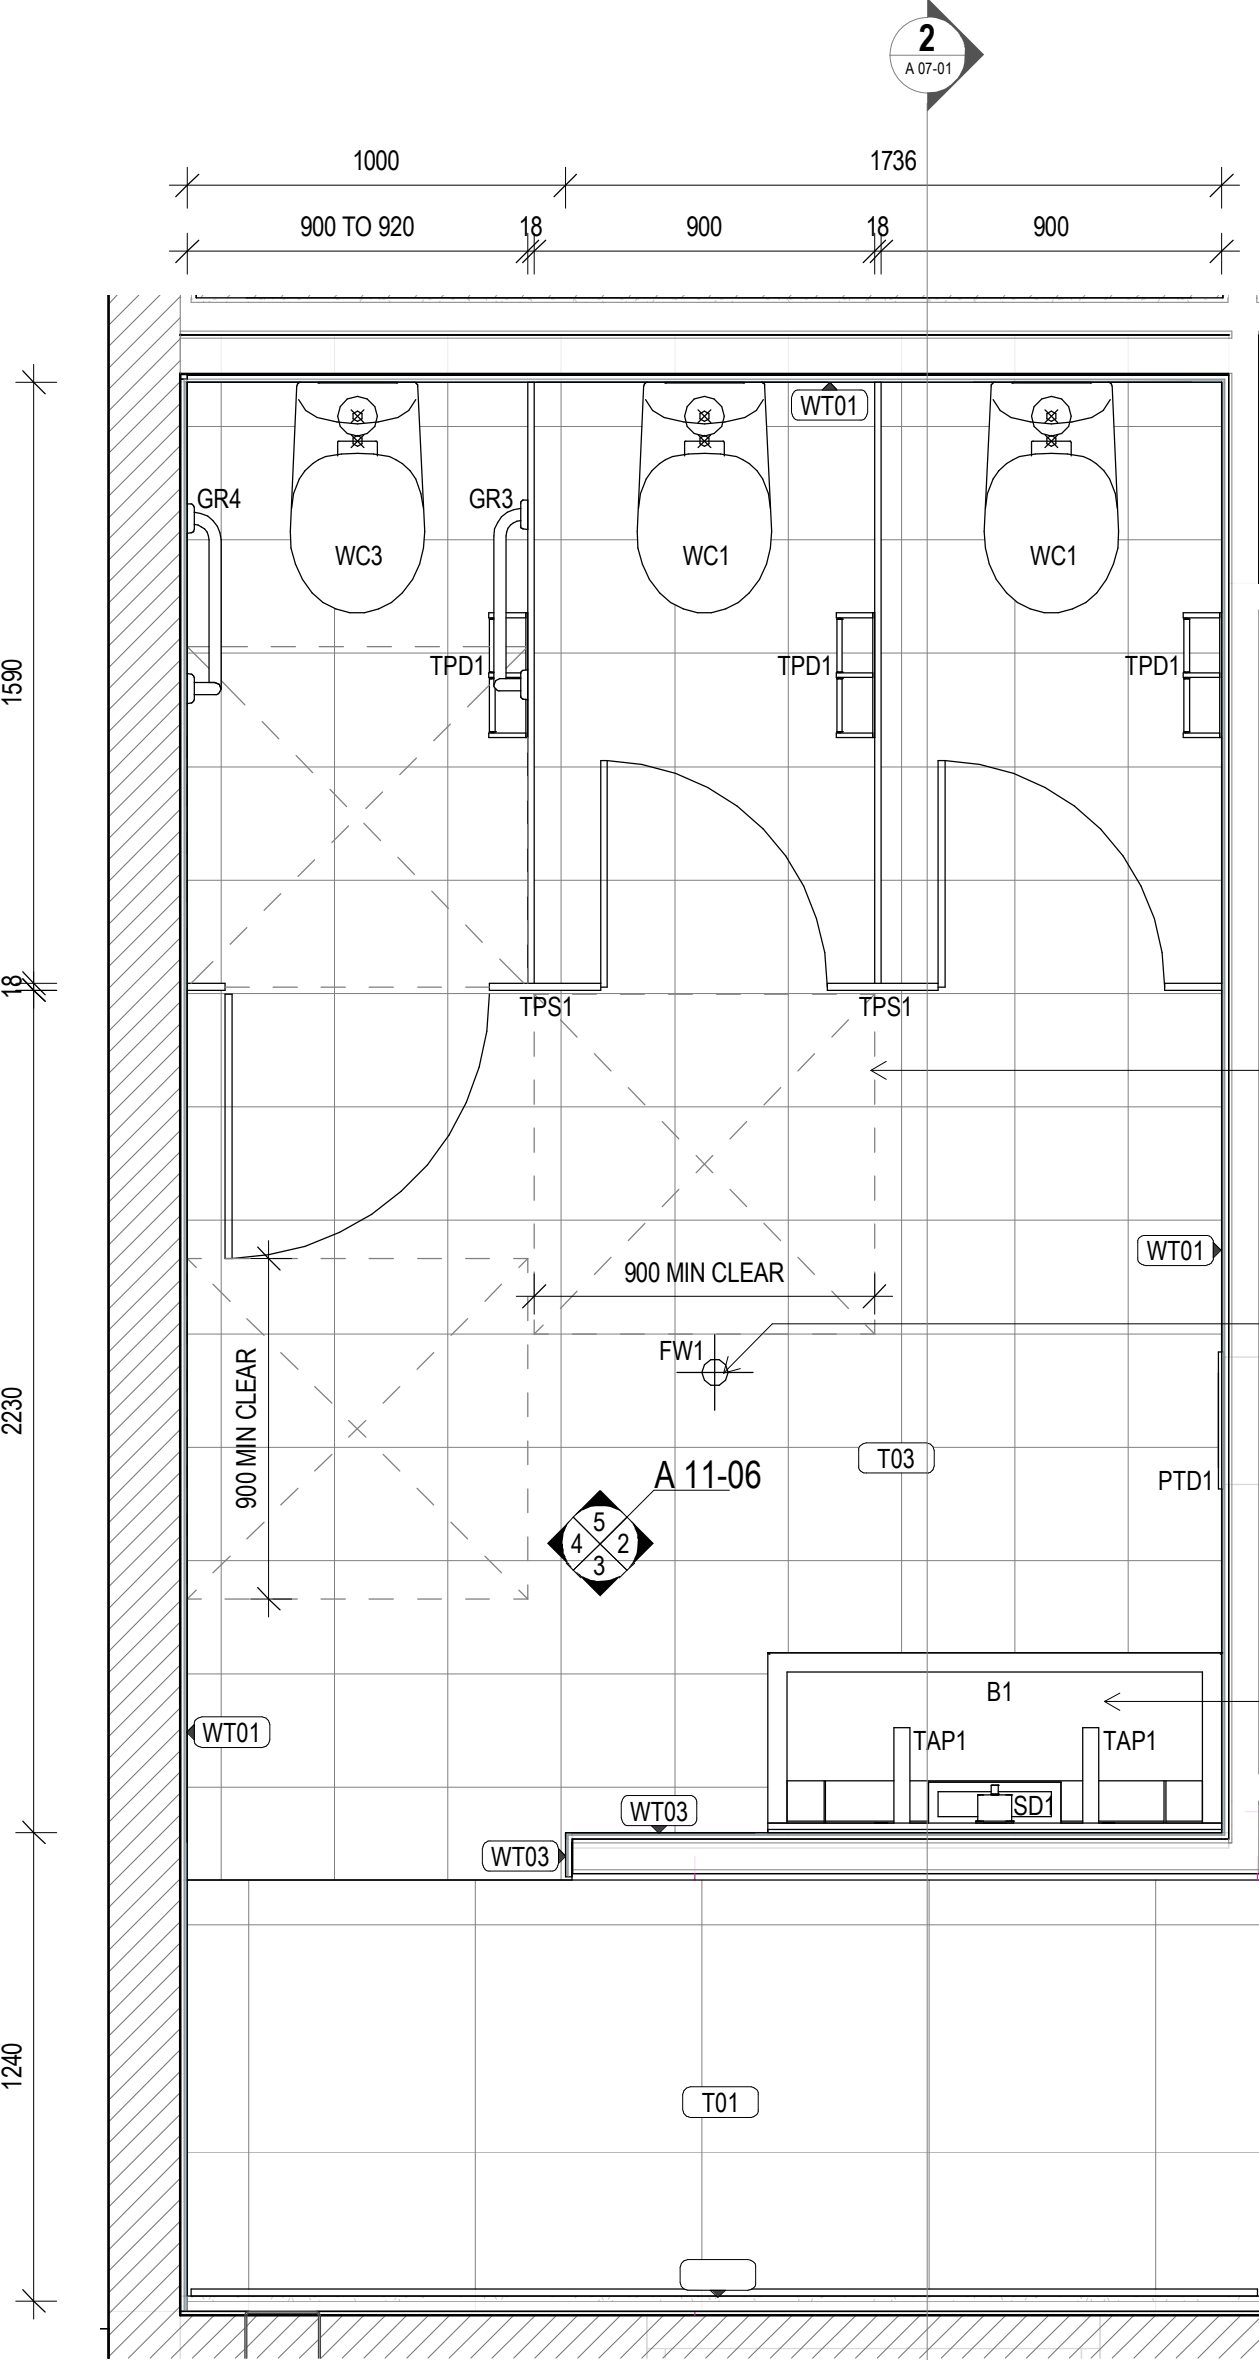 2
A 07-01
1000
1736
900 TO 920
18
900
18
900
WT01
GR4
GR3
WC3
WC1
WC1
TPD1
TPD1
TPD1
1590
18
TPS1
TPS1
WT01
900 MIN CLEAR
FW1
900 MIN CLEAR
2230
T03
A 11-06
PTD1
5
4
2
3
B1
WT01
TAP1
TAP1
SD1
WT03
WT03
1240
T01